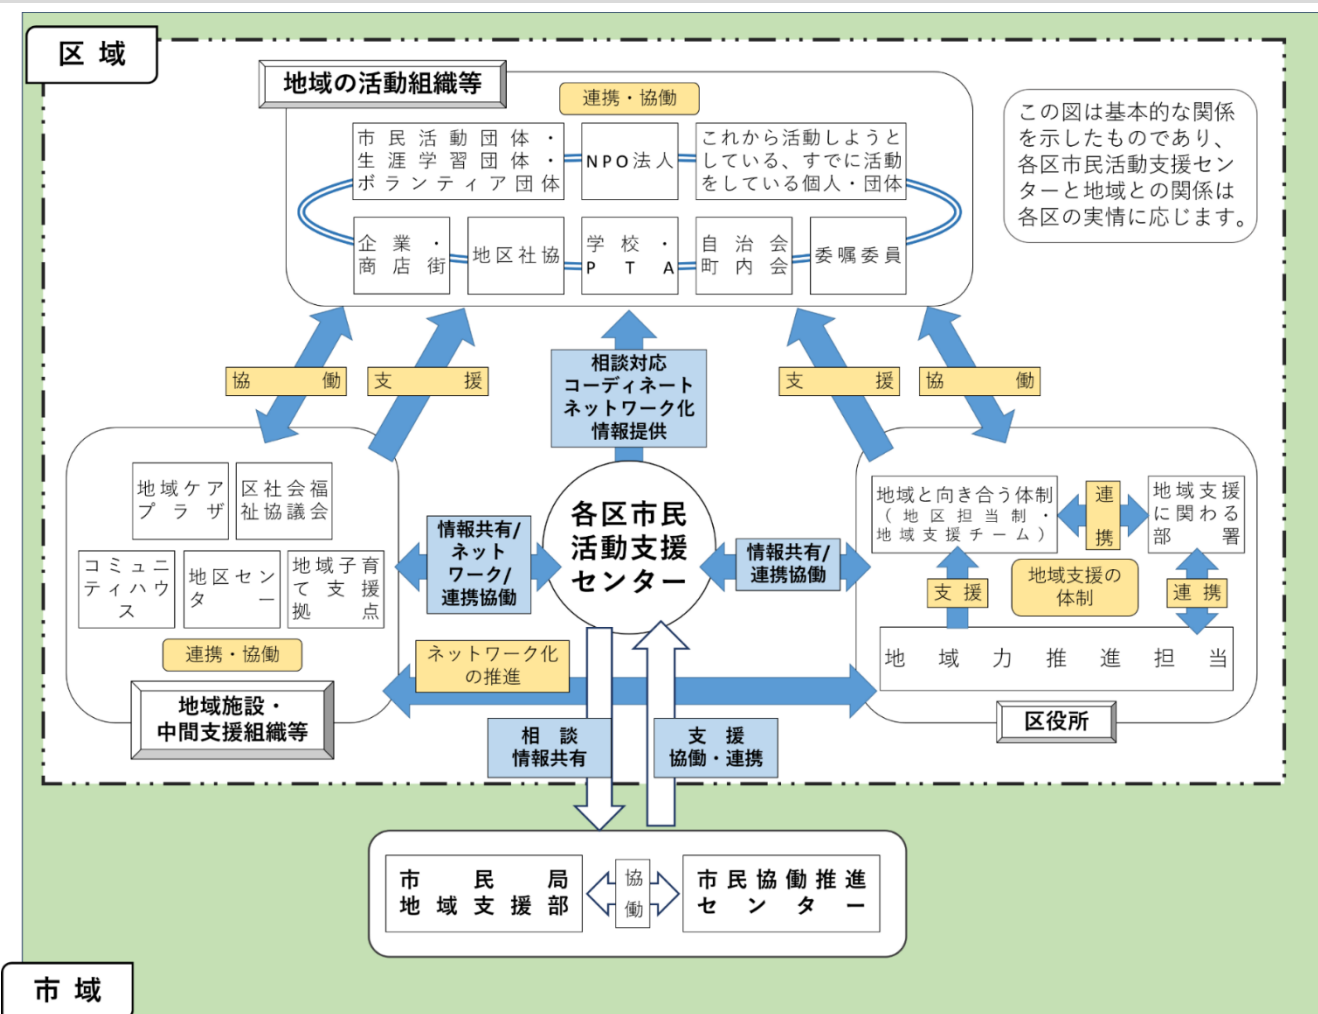 区域
地域の活動組織等
連携・協働
この図は基本的な関係
を示したものであり、
各区市民活動支援セン
ターと地域との関係は
各区の実情に応じます。
市民活動団体・
生涯学習団体・
ボランティア団体
NPO法人
これから活動しようと
している、すでに活動
をしている個人・団体
企業・
商店街
地区社協
学校・
PTA
自治会
町内会
委嘱委員
協働
支援
相談対応
コーディネート
ネットワーク化
情報提供
支援
協働
地域ケア
プラザ
区社会福
祉協議会
コミュニ
ティハウ
ス
地区セン
ター
地域子育
て支援
拠点
連携・協働
地域施設・
中間支援組織等
情報共有/
ネット
ワーク/
連携協働
各区市民
活動支援
センター
情報共有/
連携協働
地域と向き合う体制
（地区担当制・
地域支援チーム）
連
携
地域支援
に関わる
部署
支援
地域支援の
体制
連携
地域力推進担当
区役所
ネットワーク化
の推進
相談
情報共有
支援
協働・連携
市民局
地域支援部
協
働
市民協働推進
センター
市域